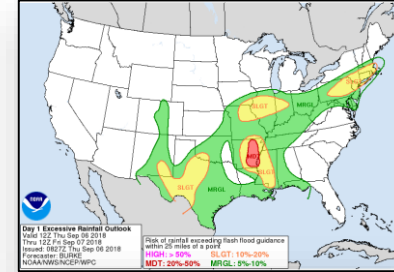 SLGT
MRGL
SLGT
MDT
SLGT
SLGT
MRGL
NOAA
Day 1 Excessive Rainfall Outlook
Valid 12Z Thu Sep 06 2018
Thru 12Z Fri Sep 07 2018
Issued: 0827Z Thu Sep 06 2018
Forecaster: BURKE
NOAA/NWS/NCEP/WPC
Risk of rainfall exceeding flash flood guidance
within 25 miles of a point
HIGH: > 50% SLGT: 10%-20%
MDT: 20%-50% MRGL: 5%-10%